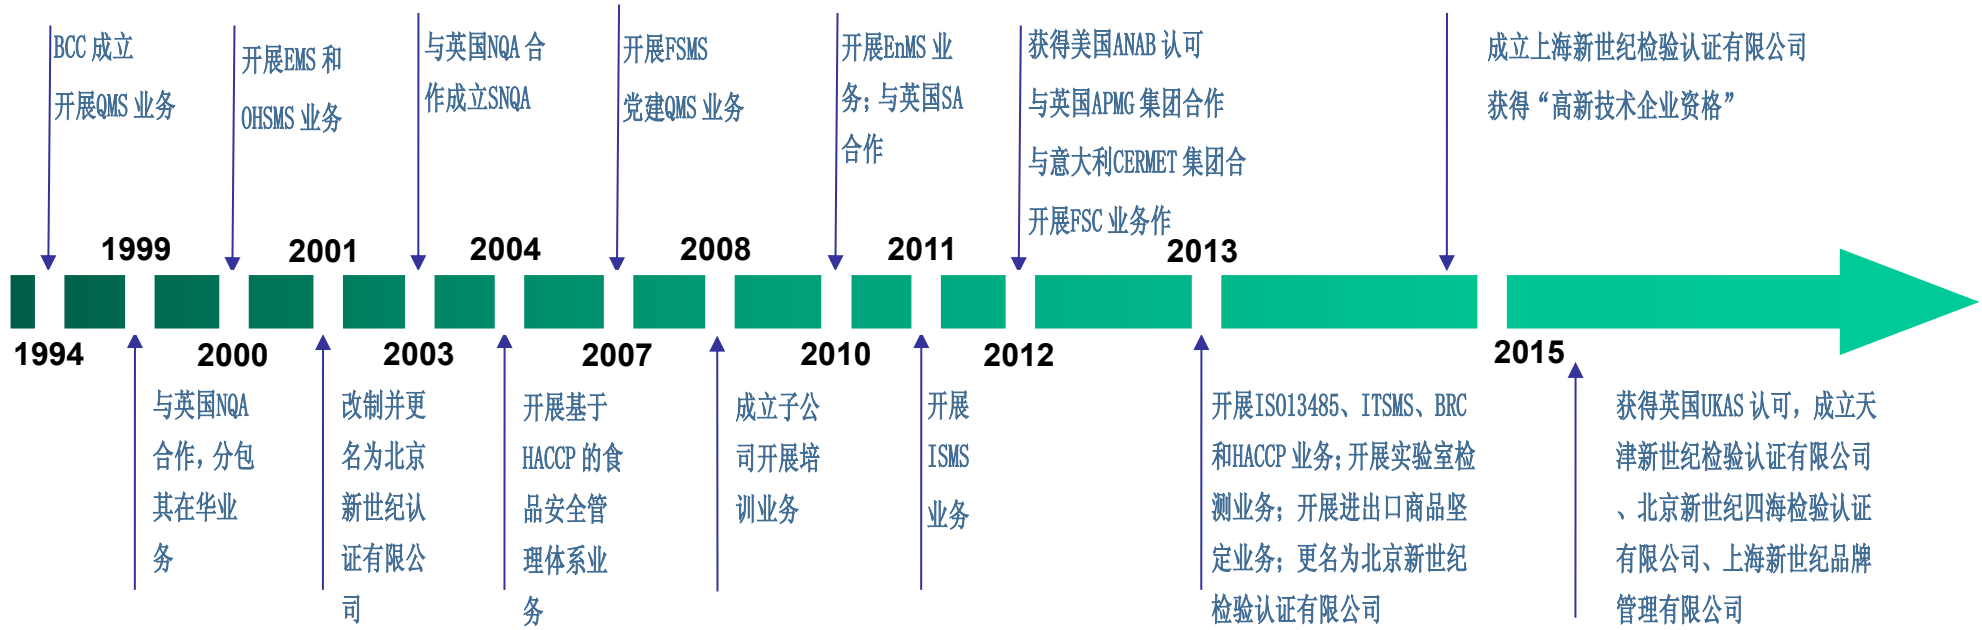 BCC 成立
开展QMS 业务
开展EMS 和
OHSMS 业务
与英国NQA 合
作成立SNQA
开展FSMS
党建QMS 业务
开展EnMS 业
务；与英国SA
合作
获得美国ANAB 认可
与英国APMG 集团合作
与意大利CERMET 集团合
开展FSC 业务作
成立上海新世纪检验认证有限公司
获得“高新技术企业资格”
1999
2001
2004
2008
2011
2013
1994
2000
2003
2007
2010
2012
2015
与英国NQA
合作，分包
其在华业
务
改制并更
名为北京
新世纪认
证有限公
司
开展基于
HACCP 的食
品安全管
理体系业
务
成立子公
司开展培
训业务
开展
ISMS
业务
开展ISO13485、ITSMS、BRC
和HACCP 业务；开展实验室检
测业务；开展进出口商品坚
定业务；更名为北京新世纪
检验认证有限公司
获得英国UKAS 认可，成立天
津新世纪检验认证有限公司
、北京新世纪四海检验认证
有限公司、上海新世纪品牌
管理有限公司